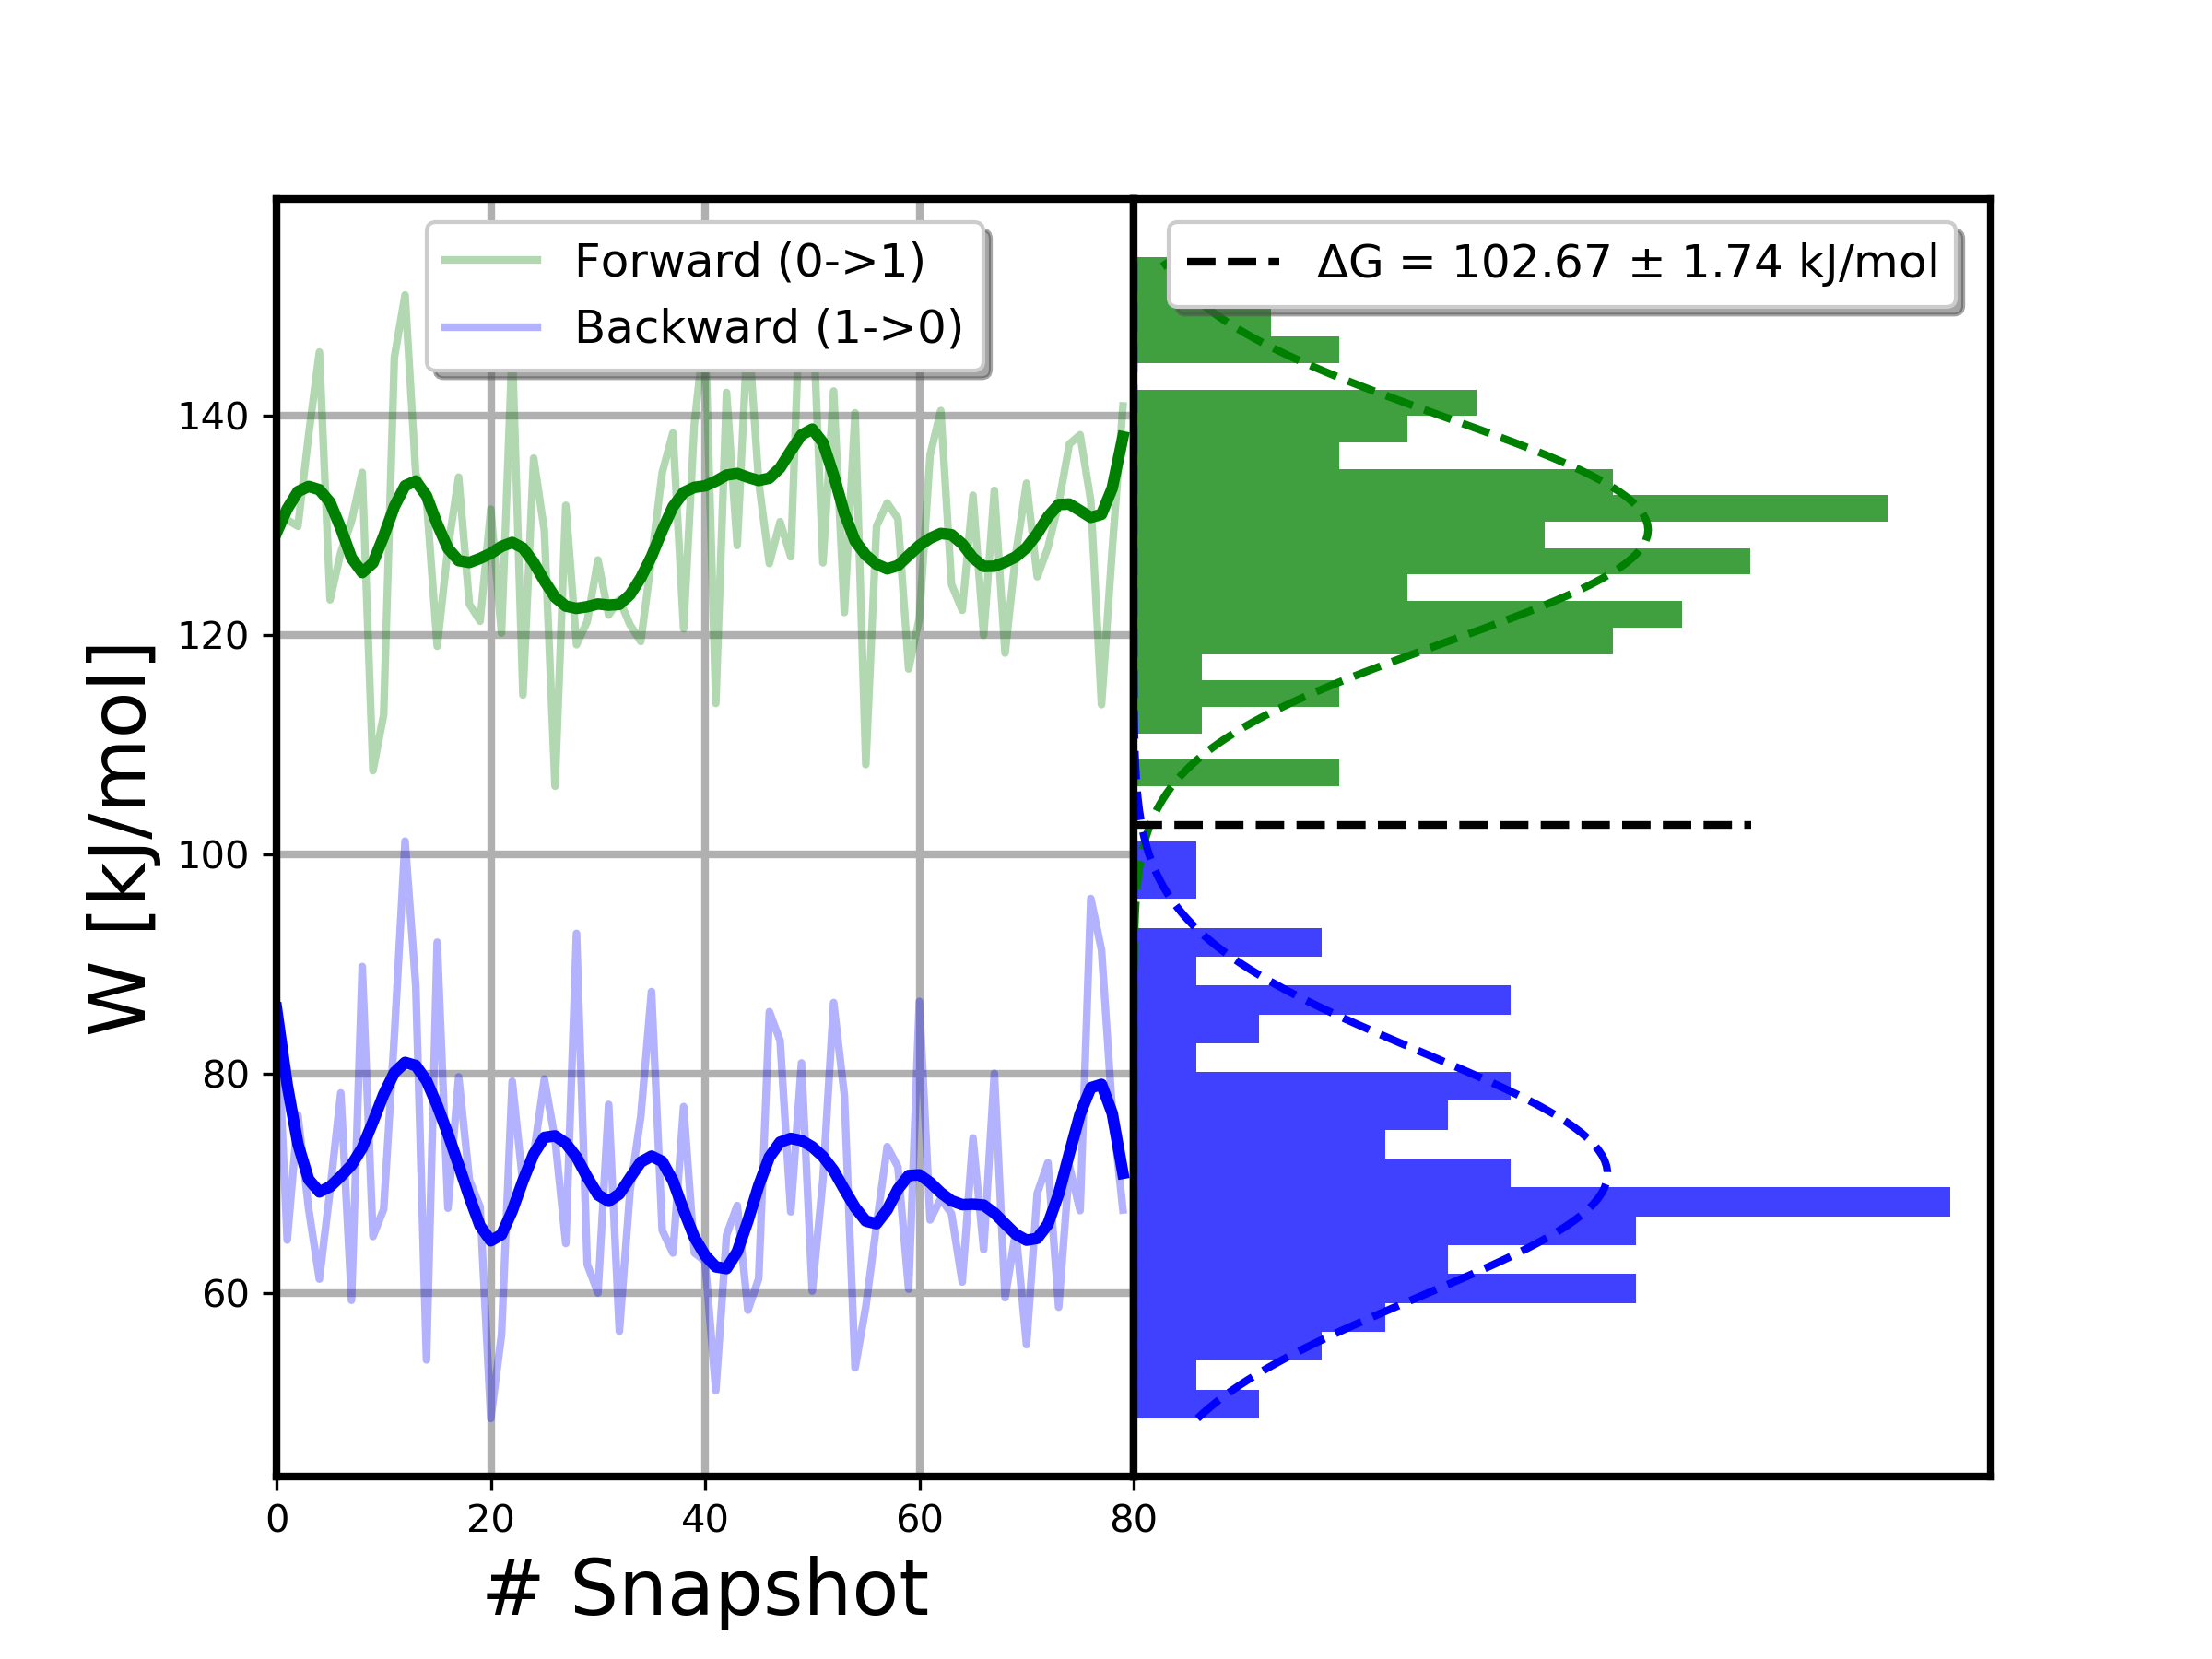 Forward (0->1)
Backward (1->0)
ΔG = 102.67 ± 1.74 kJ/mol
W [kJ/mol]
140
120
100
80
60
0 20 40 60 80
# Snapshot